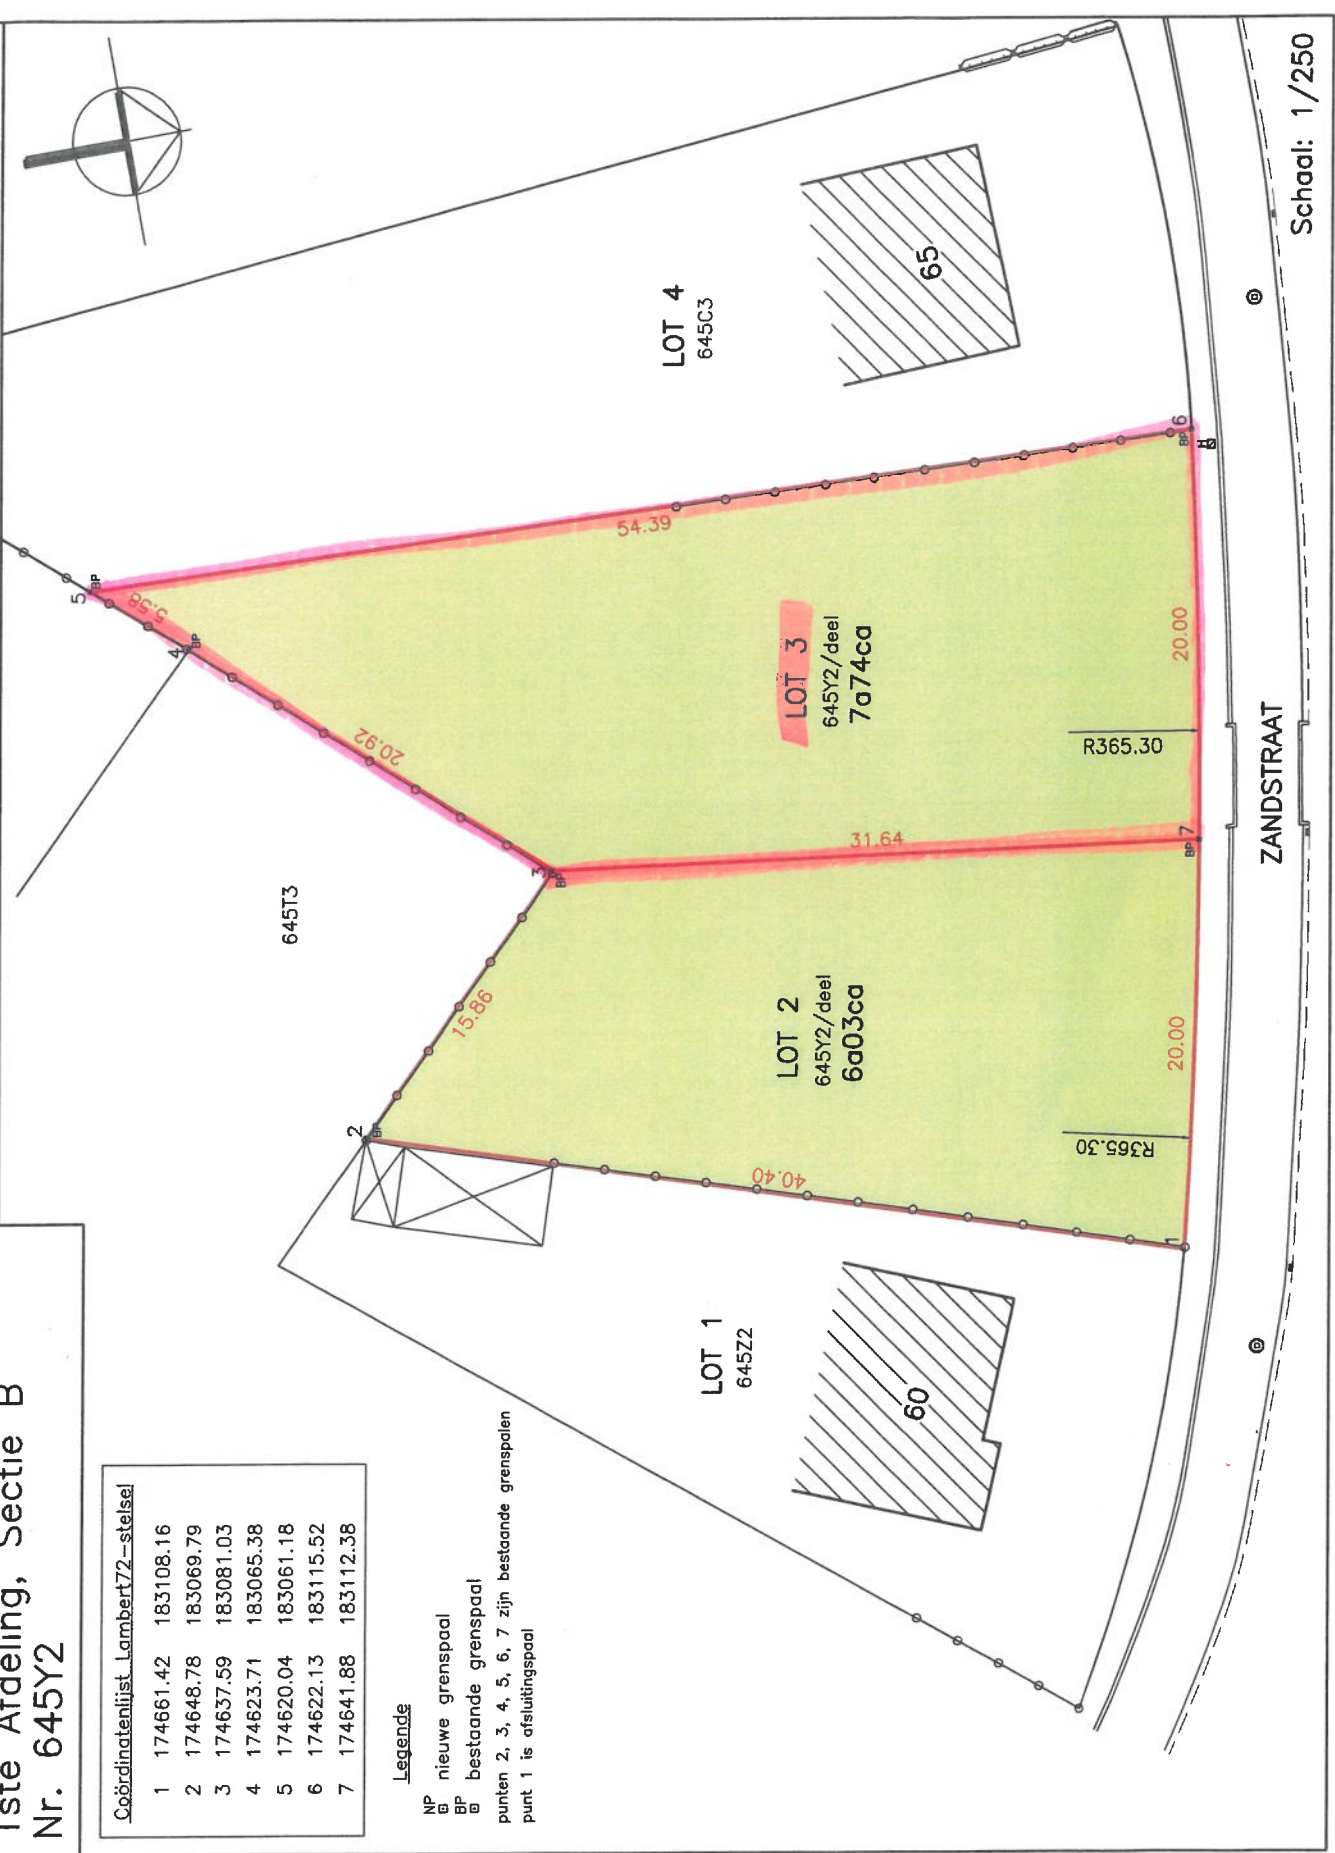 1ste Afdeling, Sectie B
Nr. 645Y2
Coördinatenlijst Lambert72-stelsel
1 174661.42 183108.16
2 174648.78 183069.79
3 174637.59 183081.03
4 174623.71 183065.38
5 174620.04 183061.18
6 174622.13 183115.52
7 174641.88 183112.38
Legende
NP nieuwe grenspaal
BP bestaande grenspaal
punten 2, 3, 4, 5, 6, 7 zijn bestaande grenspalen
punt 1 is afsluitingspaal
645T3
LOT 1
645Z2
60
LOT 2
645Y2/deel
6a03ca
LOT 3
645Y2/deel
7a74ca
LOT 4
645C3
65
1
2
BP
3
BP
4
BP
5
BP
6
BP
H
7
BP
40.40
15.86
20.92
5.58
54.39
31.64
20.00
20.00
R365.30
R365.30
ZANDSTRAAT
Schaal: 1/250